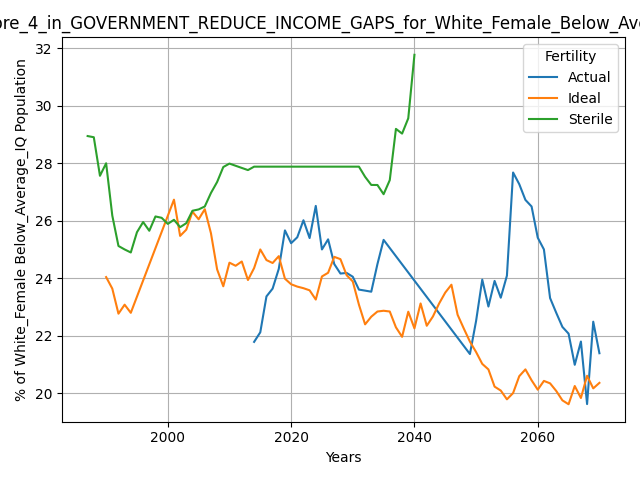 ore_4_in_GOVERNMENT_REDUCE_INCOME_GAPS_for_White_Female_Below_Ave
% of White_Female Below_Average_IQ Population
32
30
28
26
24
22
20
2000
2020
2040
2060
Years
Fertility
Actual
Ideal
Sterile